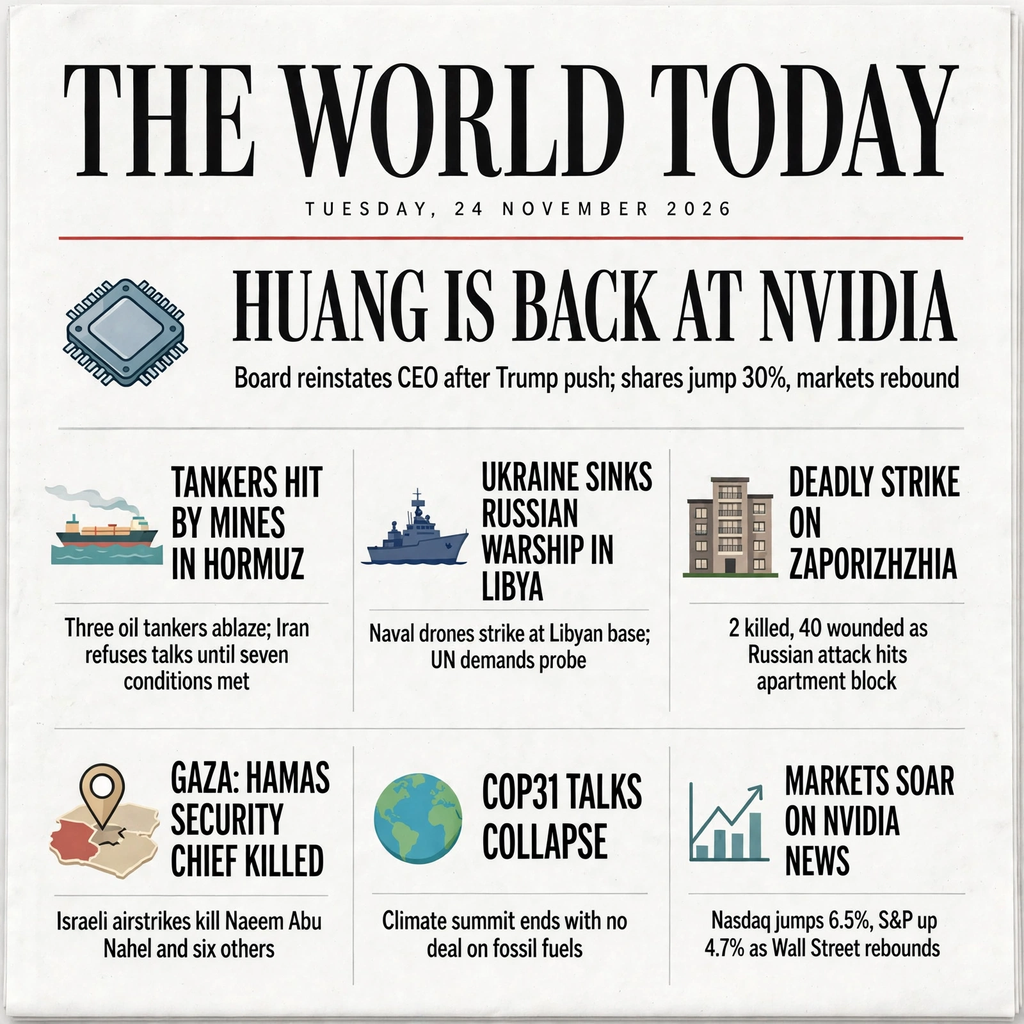 THE WORLD TODAY
TUESDAY, 24 NOVEMBER 2026
HUANG IS BACK AT NVIDIA
Board reinstates CEO after Trump push; shares jump 30%, markets rebound
TANKERS HIT
BY MINES
IN HORMUZ
Three oil tankers ablaze; Iran
refuses talks until seven
conditions met
UKRAINE SINKS
RUSSIAN
WARSHIP IN
LIBYA
Naval drones strike at Libyan base;
UN demands probe
DEADLY STRIKE
ON
ZAPORIZHZHIA
2 killed, 40 wounded as
Russian attack hits
apartment block
GAZA: HAMAS
SECURITY
CHIEF KILLED
Israeli airstrikes kill Naeem Abu
Nahel and six others
COP31 TALKS
COLLAPSE
Climate summit ends with no
deal on fossil fuels
MARKETS SOAR
ON NVIDIA
NEWS
Nasdaq jumps 6.5%, S&P up
4.7% as Wall Street rebounds